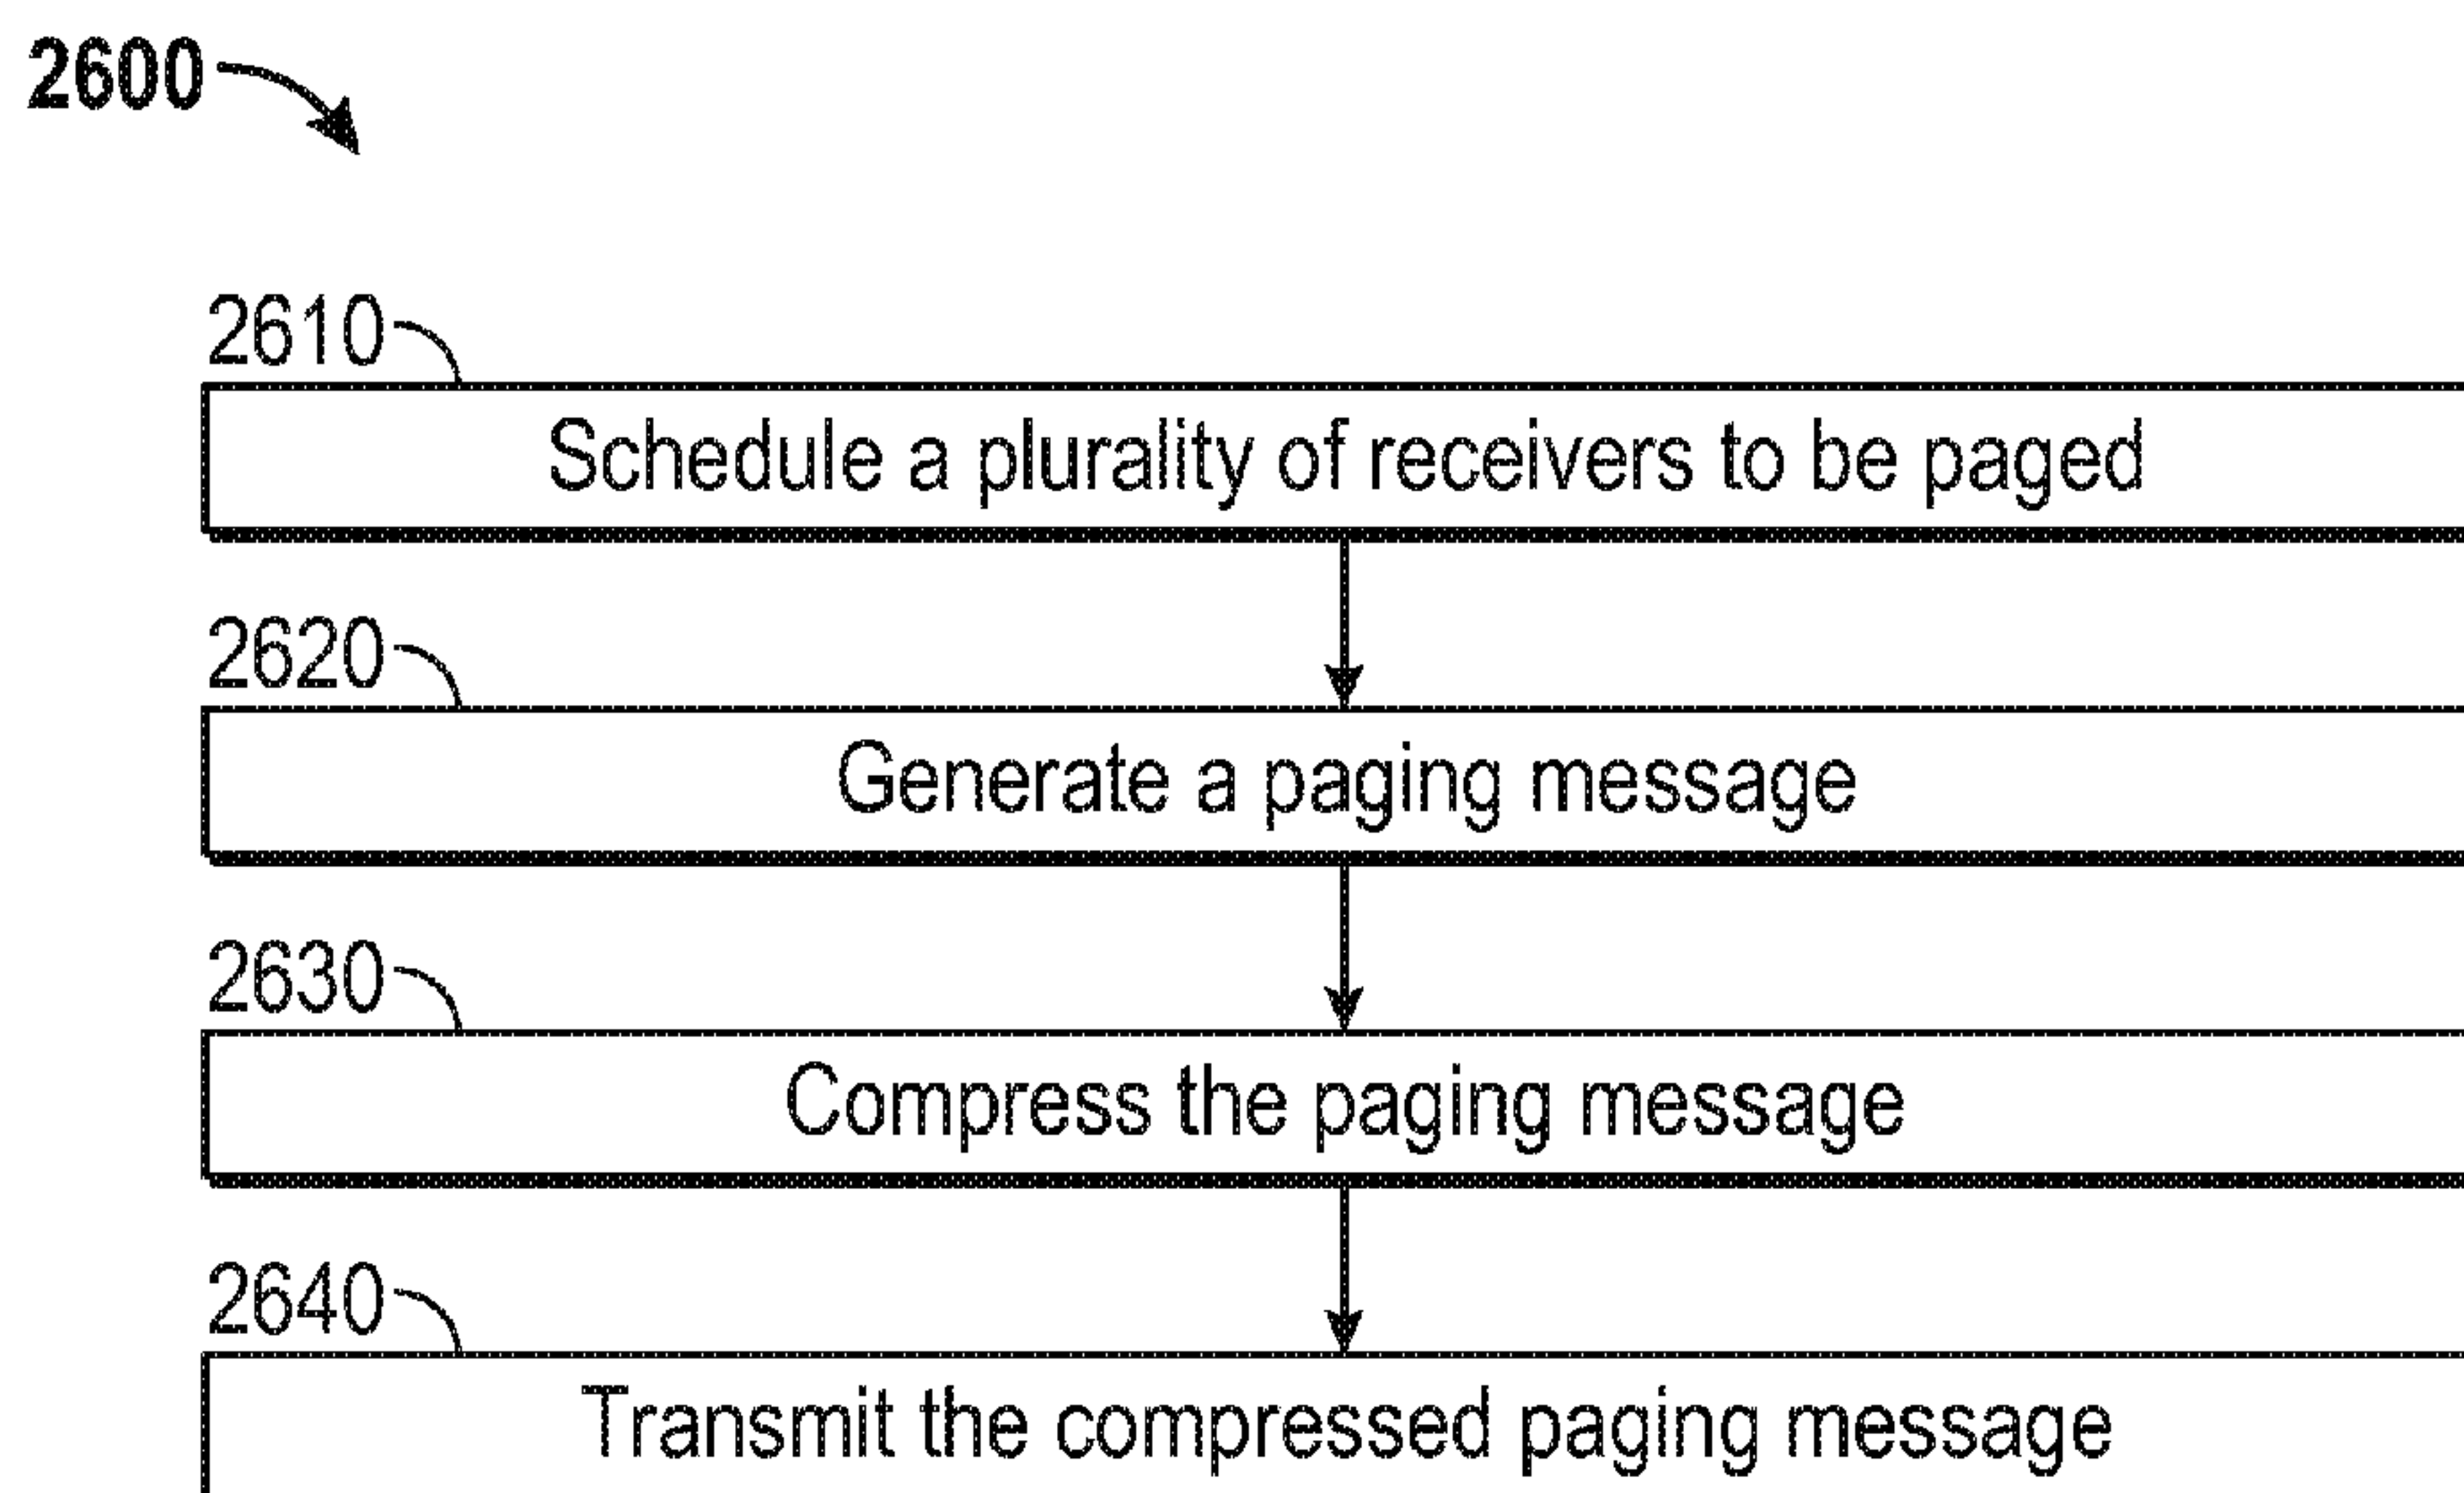 2600
2610
Schedule a plurality of receivers to be paged
2620
Generate a paging message
2630
Compress the paging message
2640
Transmit the compressed paging message